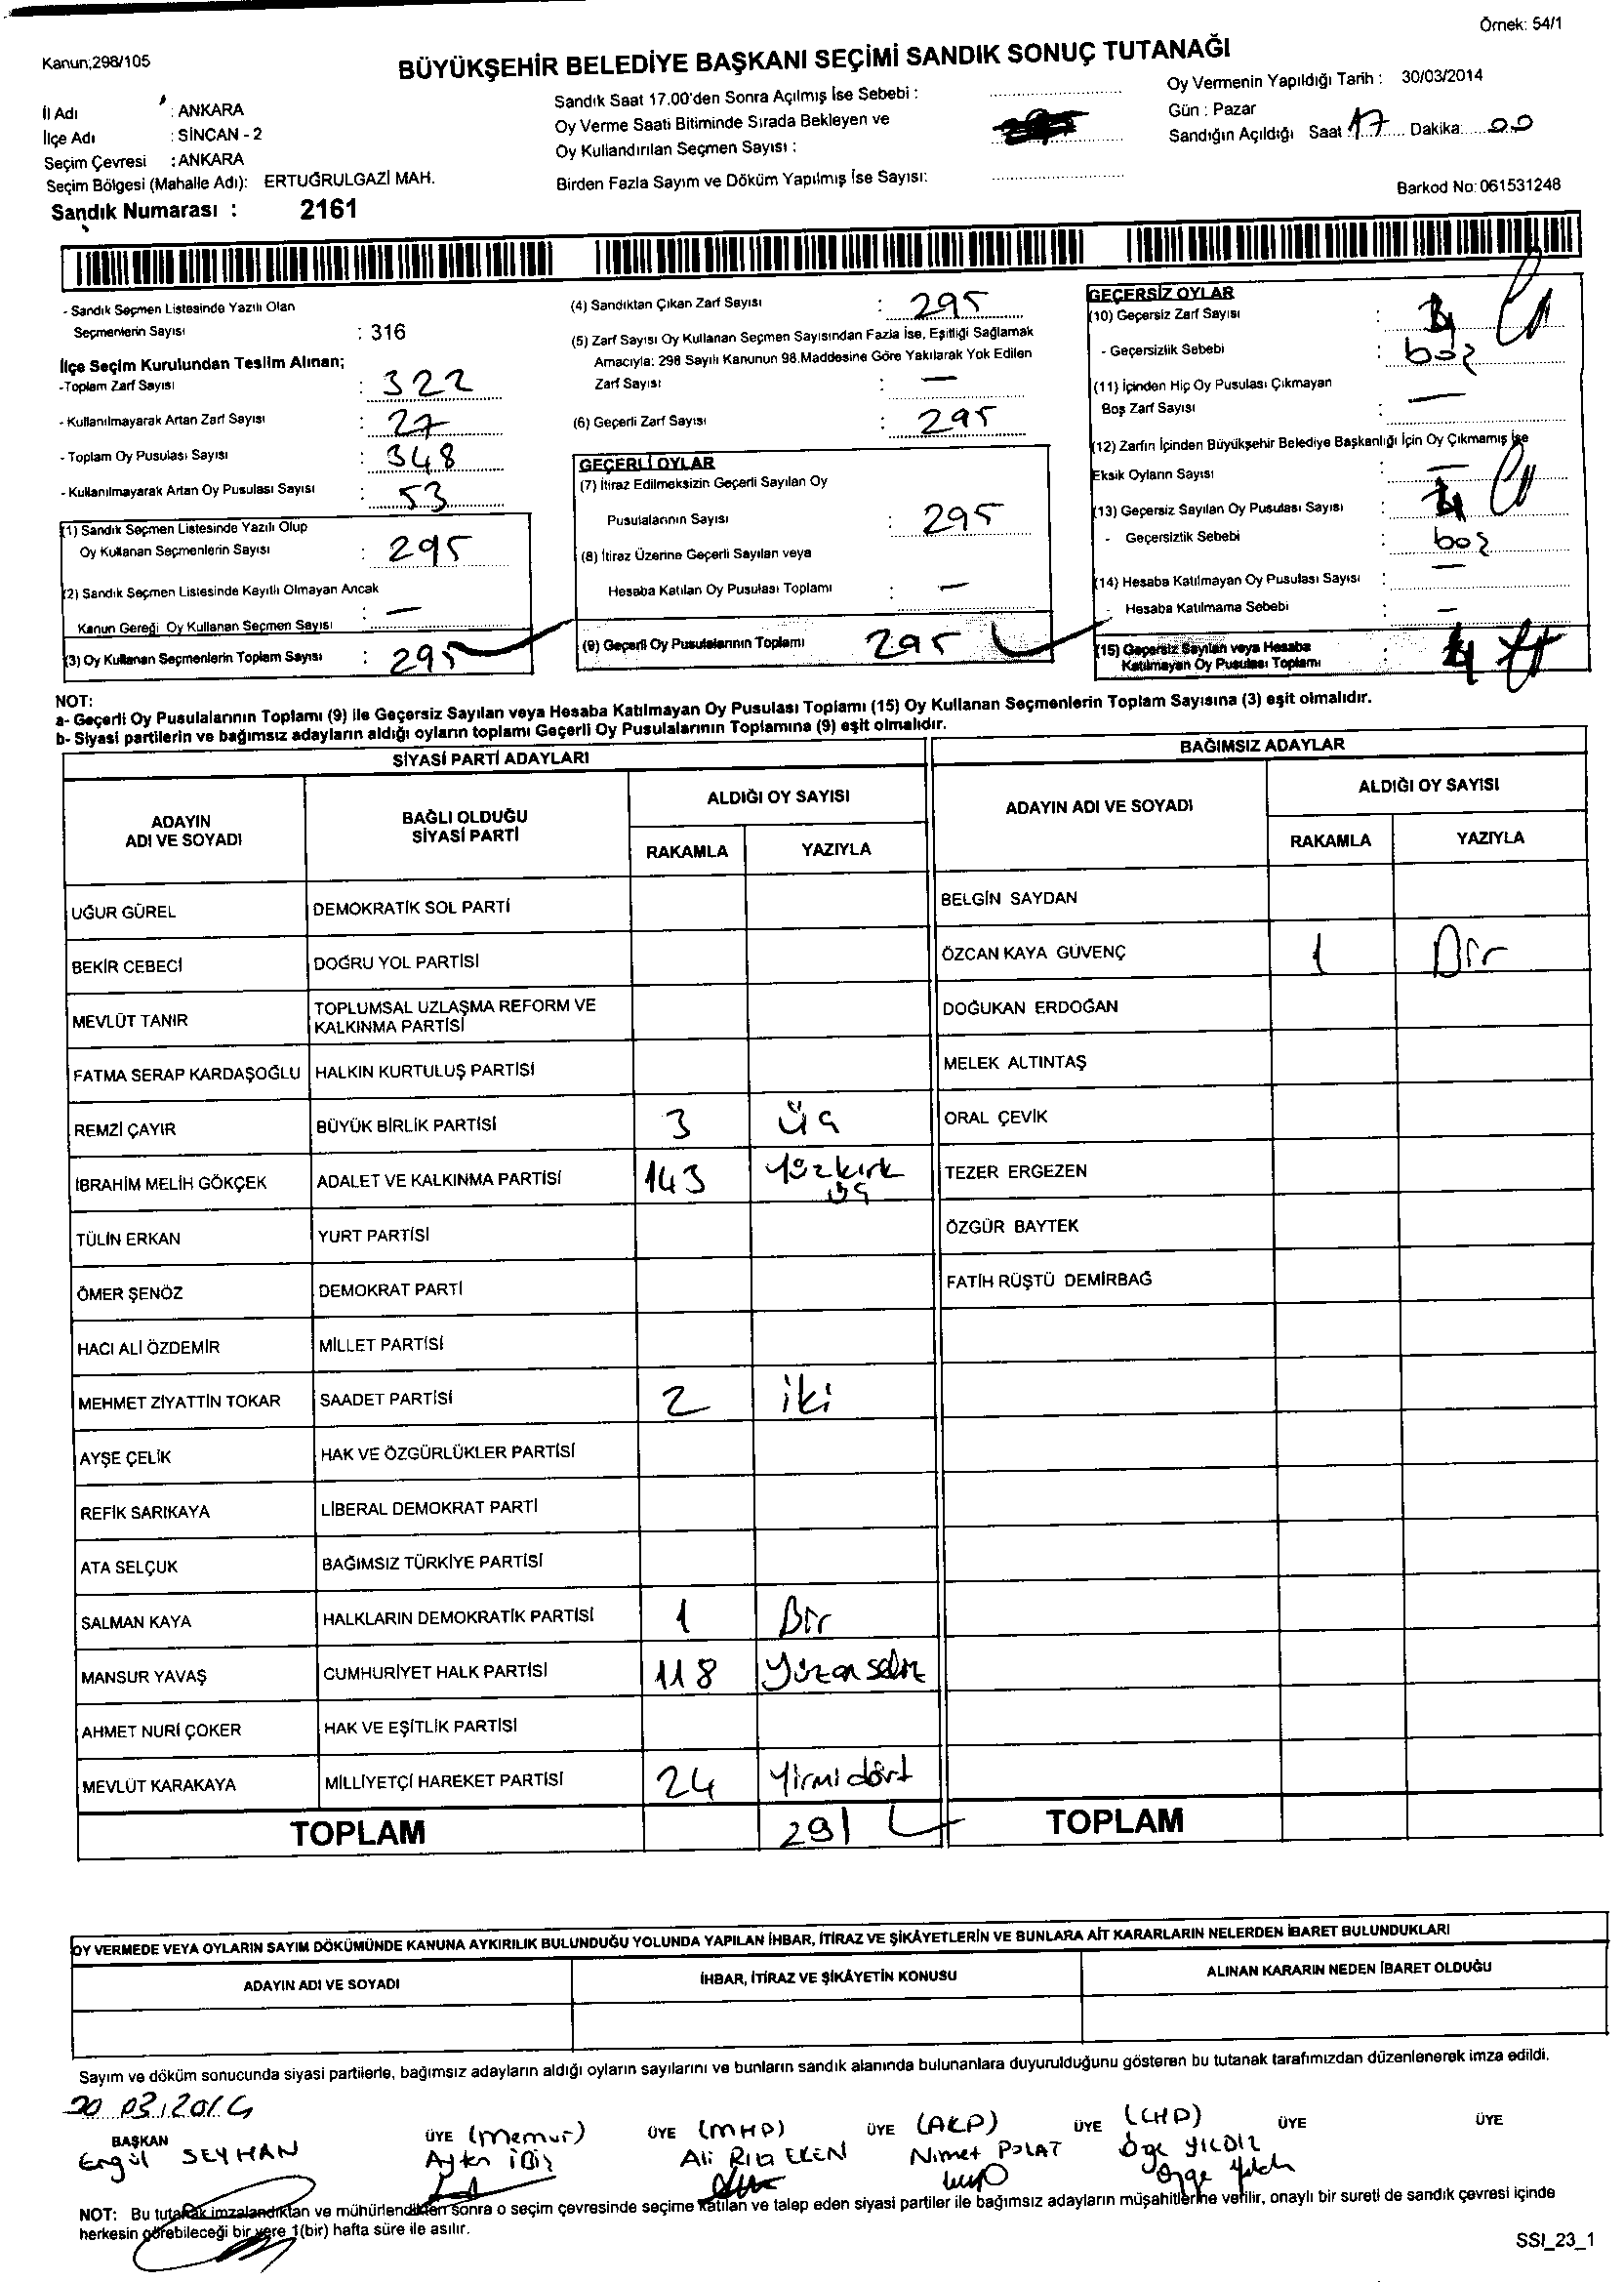 Örnek: 54/1
Kanun;298/105
BÜYÜKŞEHİR BELEDİYE BAŞKANI SEÇİMİ SANDIK SONUÇ TUTANAĞI
İl Adı : ANKARA
İlçe Adı : SİNCAN - 2
Seçim Çevresi : ANKARA
Seçim Bölgesi (Mahalle Adı): ERTUĞRULGAZİ MAH.
Sandık Numarası : 2161
Sandık Saat 17.00'den Sonra Açılmış İse Sebebi :
Oy Verme Saati Bitiminde Sırada Bekleyen ve
Oy Kullandırılan Seçmen Sayısı :
Birden Fazla Sayım ve Döküm Yapılmış İse Sayısı:
Oy Vermenin Yapıldığı Tarih : 30/03/2014
Gün : Pazar
Sandığın Açıldığı Saat 17 Dakika: 00
Barkod No: 061531248
- Sandık Seçmen Listesinde Yazılı Olan
Seçmenlerin Sayısı : 316
İlçe Seçim Kurulundan Teslim Alınan;
-Toplam Zarf Sayısı : 322
- Kullanılmayarak Artan Zarf Sayısı : 27
- Toplam Oy Pusulası Sayısı : 348
- Kullanılmayarak Artan Oy Pusulası Sayısı : 53
(1) Sandık Seçmen Listesinde Yazılı Olup
Oy Kullanan Seçmenlerin Sayısı : 295
(2) Sandık Seçmen Listesinde Kayıtlı Olmayan Ancak
Kanun Gereği Oy Kullanan Seçmen Sayısı : —
(3) Oy Kullanan Seçmenlerin Toplam Sayısı : 295
(4) Sandıktan Çıkan Zarf Sayısı : 295
(5) Zarf Sayısı Oy Kullanan Seçmen Sayısından Fazla İse, Eşitliği Sağlamak
Amacıyla: 298 Sayılı Kanunun 98.Maddesine Göre Yakılarak Yok Edilen
Zarf Sayısı : —
(6) Geçerli Zarf Sayısı : 295
GEÇERLİ OYLAR
(7) İtiraz Edilmeksizin Geçerli Sayılan Oy
Pusulalarının Sayısı : 295
(8) İtiraz Üzerine Geçerli Sayılan veya
Hesaba Katılan Oy Pusulası Toplamı : —
(9) Geçerli Oy Pusulalarının Toplamı 295
GEÇERSİZ OYLAR
(10) Geçersiz Zarf Sayısı :
- Geçersizlik Sebebi : boş
(11) İçinden Hiç Oy Pusulası Çıkmayan
Boş Zarf Sayısı : —
(12) Zarfın İçinden Büyükşehir Belediye Başkanlığı İçin Oy Çıkmamış İse
Eksik Oyların Sayısı : —
(13) Geçersiz Sayılan Oy Pusulası Sayısı :
- Geçersizlik Sebebi : boş
(14) Hesaba Katılmayan Oy Pusulası Sayısı : —
- Hesaba Katılmama Sebebi : —
(15) Geçersiz Sayılan veya Hesaba
Katılmayan Oy Pusulası Toplamı :
NOT:
a- Geçerli Oy Pusulalarının Toplamı (9) ile Geçersiz Sayılan veya Hesaba Katılmayan Oy Pusulası Toplamı (15) Oy Kullanan Seçmenlerin Toplam Sayısına (3) eşit olmalıdır.
b- Siyasi partilerin ve bağımsız adayların aldığı oyların toplamı Geçerli Oy Pusulalarının Toplamına (9) eşit olmalıdır.
SİYASİ PARTİ ADAYLARI
ADAYIN ADI VE SOYADI
BAĞLI OLDUĞU SİYASİ PARTİ
ALDIĞI OY SAYISI
RAKAMLA YAZIYLA
UĞUR GÜREL DEMOKRATİK SOL PARTİ
BEKİR CEBECİ DOĞRU YOL PARTİSİ
MEVLÜT TANIR TOPLUMSAL UZLAŞMA REFORM VE KALKINMA PARTİSİ
FATMA SERAP KARDAŞOĞLU HALKIN KURTULUŞ PARTİSİ
REMZİ ÇAYIR BÜYÜK BİRLİK PARTİSİ 3 üç
İBRAHİM MELİH GÖKÇEK ADALET VE KALKINMA PARTİSİ 143 Yüzkırk üç
TÜLİN ERKAN YURT PARTİSİ
ÖMER ŞENÖZ DEMOKRAT PARTİ
HACI ALİ ÖZDEMİR MİLLET PARTİSİ
MEHMET ZİYATTİN TOKAR SAADET PARTİSİ 2 iki
AYŞE ÇELİK HAK VE ÖZGÜRLÜKLER PARTİSİ
REFİK SARIKAYA LİBERAL DEMOKRAT PARTİ
ATA SELÇUK BAĞIMSIZ TÜRKİYE PARTİSİ
SALMAN KAYA HALKLARIN DEMOKRATİK PARTİSİ 1 Bir
MANSUR YAVAŞ CUMHURİYET HALK PARTİSİ 118 Yüzon sekiz
AHMET NURİ ÇOKER HAK VE EŞİTLİK PARTİSİ
MEVLÜT KARAKAYA MİLLİYETÇİ HAREKET PARTİSİ 24 Yirmi dört
TOPLAM 291
BAĞIMSIZ ADAYLAR
ADAYIN ADI VE SOYADI
ALDIĞI OY SAYISI
RAKAMLA YAZIYLA
BELGİN SAYDAN
ÖZCAN KAYA GÜVENÇ 1 Bir
DOĞUKAN ERDOĞAN
MELEK ALTINTAŞ
ORAL ÇEVİK
TEZER ERGEZEN
ÖZGÜR BAYTEK
FATİH RÜŞTÜ DEMİRBAĞ
TOPLAM
OY VERMEDE VEYA OYLARIN SAYIM DÖKÜMÜNDE KANUNA AYKIRILIK BULUNDUĞU YOLUNDA YAPILAN İHBAR, İTİRAZ VE ŞİKÂYETLERİN VE BUNLARA AİT KARARLARIN NELERDEN İBARET BULUNDUKLARI
ADAYIN ADI VE SOYADI İHBAR, İTİRAZ VE ŞİKÂYETİN KONUSU ALINAN KARARIN NEDEN İBARET OLDUĞU
Sayım ve döküm sonucunda siyasi partilerle, bağımsız adayların aldığı oyların sayılarını ve bunların sandık alanında bulunanlara duyurulduğunu gösteren bu tutanak tarafımızdan düzenlenerek imza edildi.
30 03.2014
BAŞKAN ÜYE (Memur) ÜYE (MHP) ÜYE (AKP) ÜYE (CHP) ÜYE ÜYE
Ergül SEYHAN Ali Rıza Nimet POLAT Özge YILDIZ
Özge Yıldız
NOT: Bu tutanak imzalandıktan ve mühürlendikten sonra o seçim çevresinde seçime katılan ve talep eden siyasi partiler ile bağımsız adayların müşahitlerine verilir, onaylı bir sureti de sandık çevresi içinde
herkesin görebileceği bir yere 1(bir) hafta süre ile asılır.
SSI_23_1